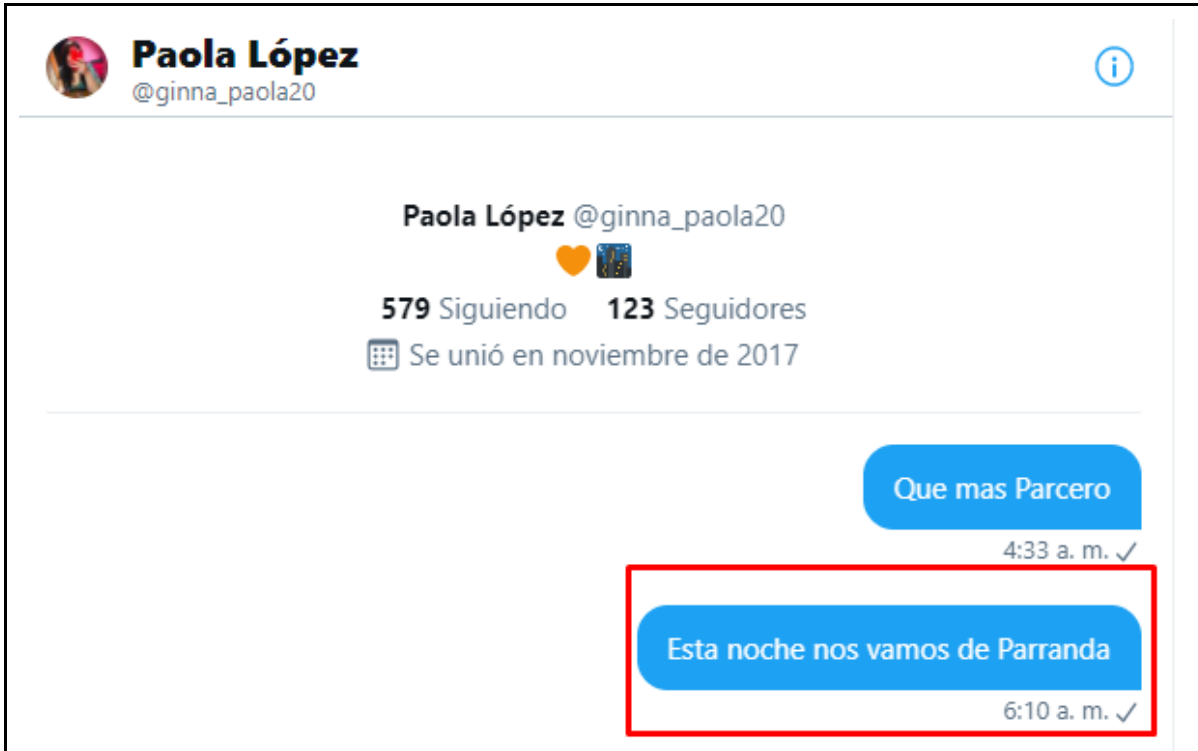 Paola López
@ginna_paola20
Paola López @ginna_paola20
🧡🌃
579 Siguiendo 123 Seguidores
Se unió en noviembre de 2017
Que mas Parcero
4:33 a. m. ✓
Esta noche nos vamos de Parranda
6:10 a. m. ✓